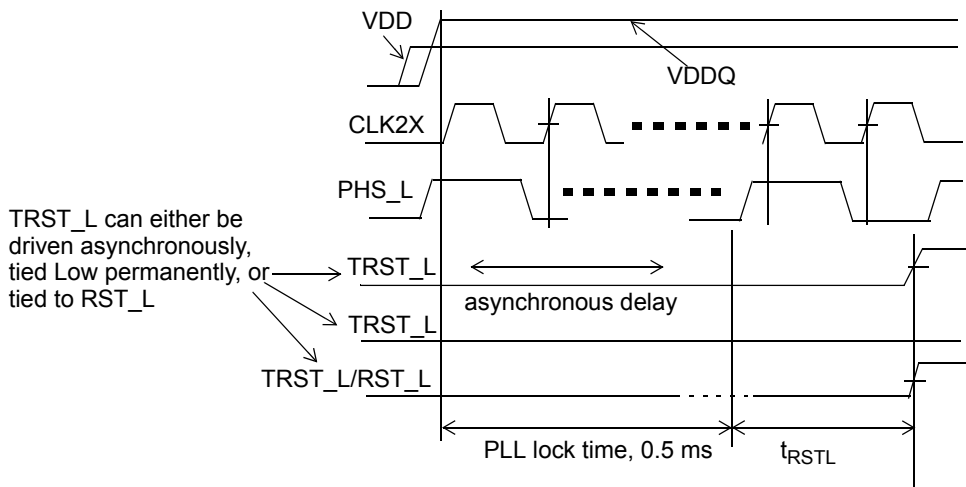 VDD
VDDQ
CLK2X
PHS_L
TRST_L can either be
driven asynchronously,
tied Low permanently, or
tied to RST_L
TRST_L
asynchronous delay
TRST_L
TRST_L/RST_L
PLL lock time, 0.5 ms
tRSTL